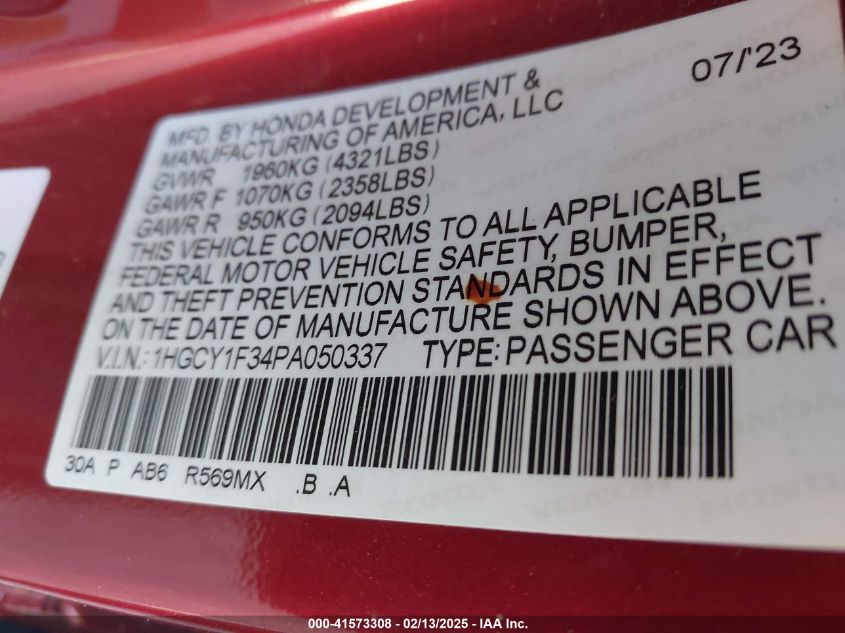 07/'23
MFD. BY HONDA DEVELOPMENT &
MANUFACTURING OF AMERICA, LLC
GVWR 1960KG (4321LBS)
GAWR F 1070KG (2358LBS)
GAWR R 950KG (2094LBS)
THIS VEHICLE CONFORMS TO ALL APPLICABLE
FEDERAL MOTOR VEHICLE SAFETY, BUMPER,
AND THEFT PREVENTION STANDARDS IN EFFECT
ON THE DATE OF MANUFACTURE SHOWN ABOVE.
V.I.N.: 1HGCY1F34PA050337 TYPE: PASSENGER CAR
30A P AB6 R569MX .B .A
000-41573308 - 02/13/2025 - IAA Inc.